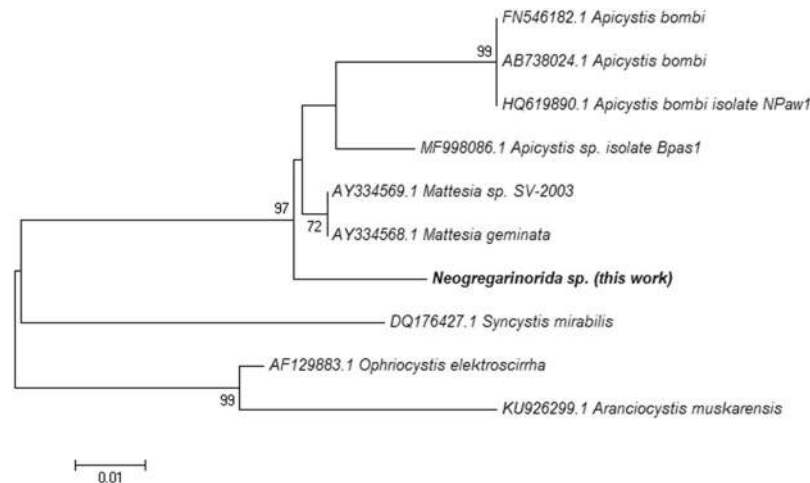 FN546182.1 Apicystis bombi
99
AB738024.1 Apicystis bombi
HQ619890.1 Apicystis bombi isolate NPaw1
MF998086.1 Apicystis sp. isolate Bpas1
AY334569.1 Mattesia sp. SV-2003
97
72
AY334568.1 Mattesia geminata
Neogregarinorida sp. (this work)
DQ176427.1 Syncystis mirabilis
AF129883.1 Ophriocystis elektroscirrha
99
KU926299.1 Aranciocystis muskarensis
0.01